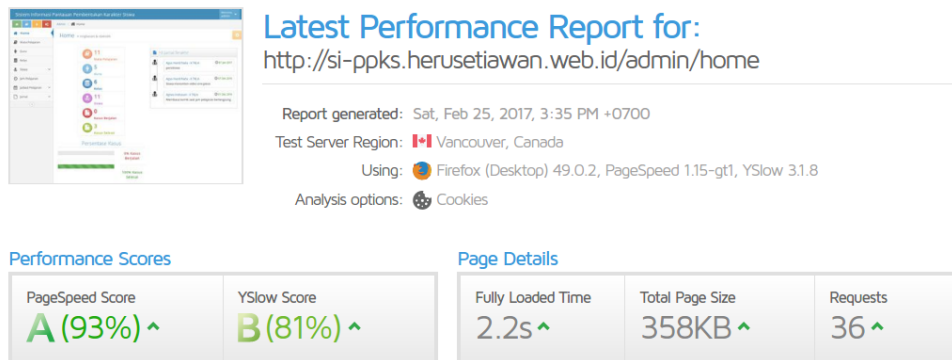 Latest Performance Report for:
http://si-ppks.herusetiawan.web.id/admin/home
Report generated: Sat, Feb 25, 2017, 3:35 PM +0700
Test Server Region: Vancouver, Canada
Using: Firefox (Desktop) 49.0.2, PageSpeed 1.15-gt1, YSlow 3.1.8
Analysis options: Cookies
Home
Performance Scores
Page Details
PageSpeed Score
A (93%)
YSlow Score
B (81%)
Fully Loaded Time
2.2s
Total Page Size
358KB
Requests
36